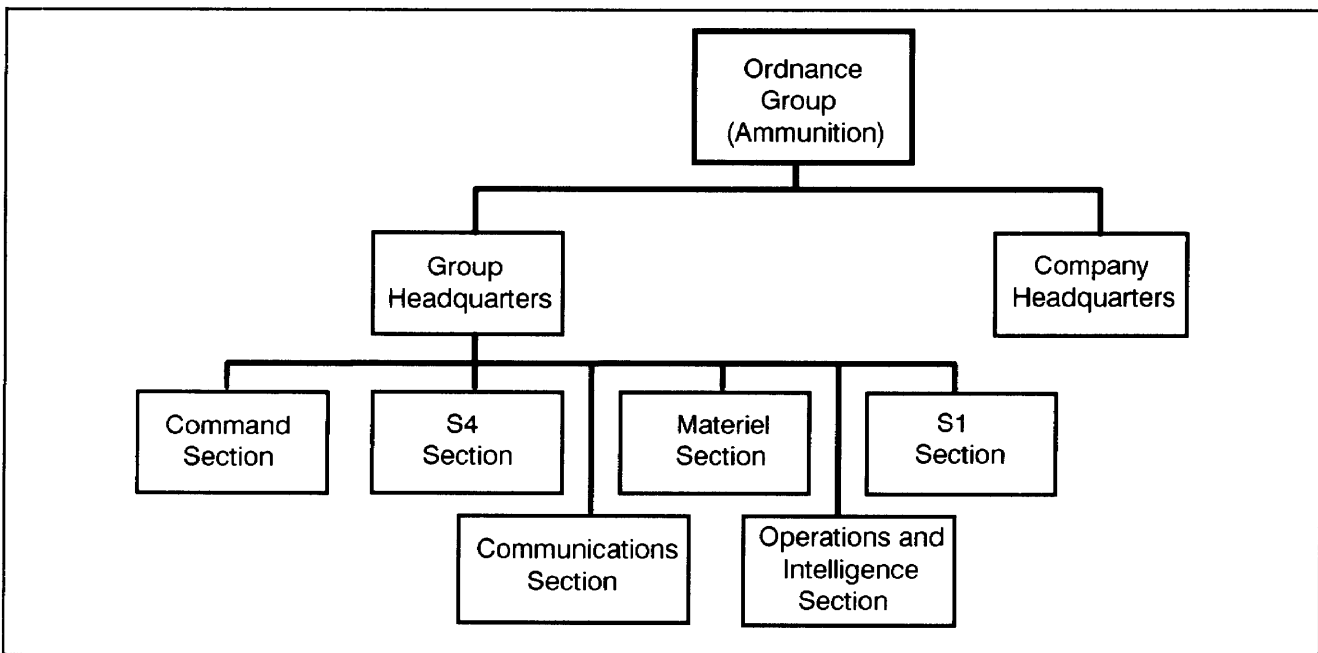 Ordnance
Group
(Ammunition)
Group
Headquarters
Company
Headquarters
Command
Section
S4
Section
Materiel
Section
S1
Section
Communications
Section
Operations and
Intelligence
Section